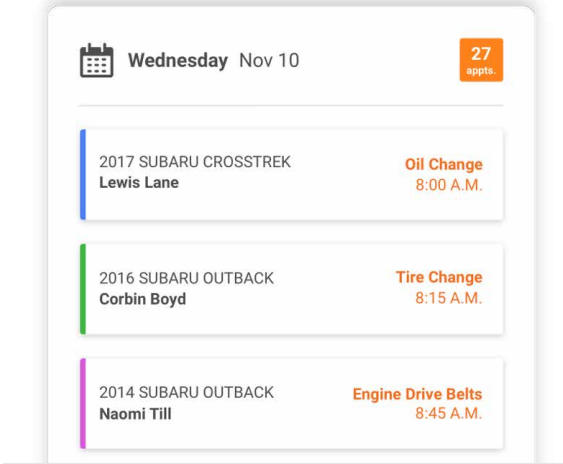 Wednesday Nov 10
27
appts.
2017 SUBARU CROSSTREK
Lewis Lane
Oil Change
8:00 A.M.
2016 SUBARU OUTBACK
Corbin Boyd
Tire Change
8:15 A.M.
2014 SUBARU OUTBACK
Naomi Till
Engine Drive Belts
8:45 A.M.